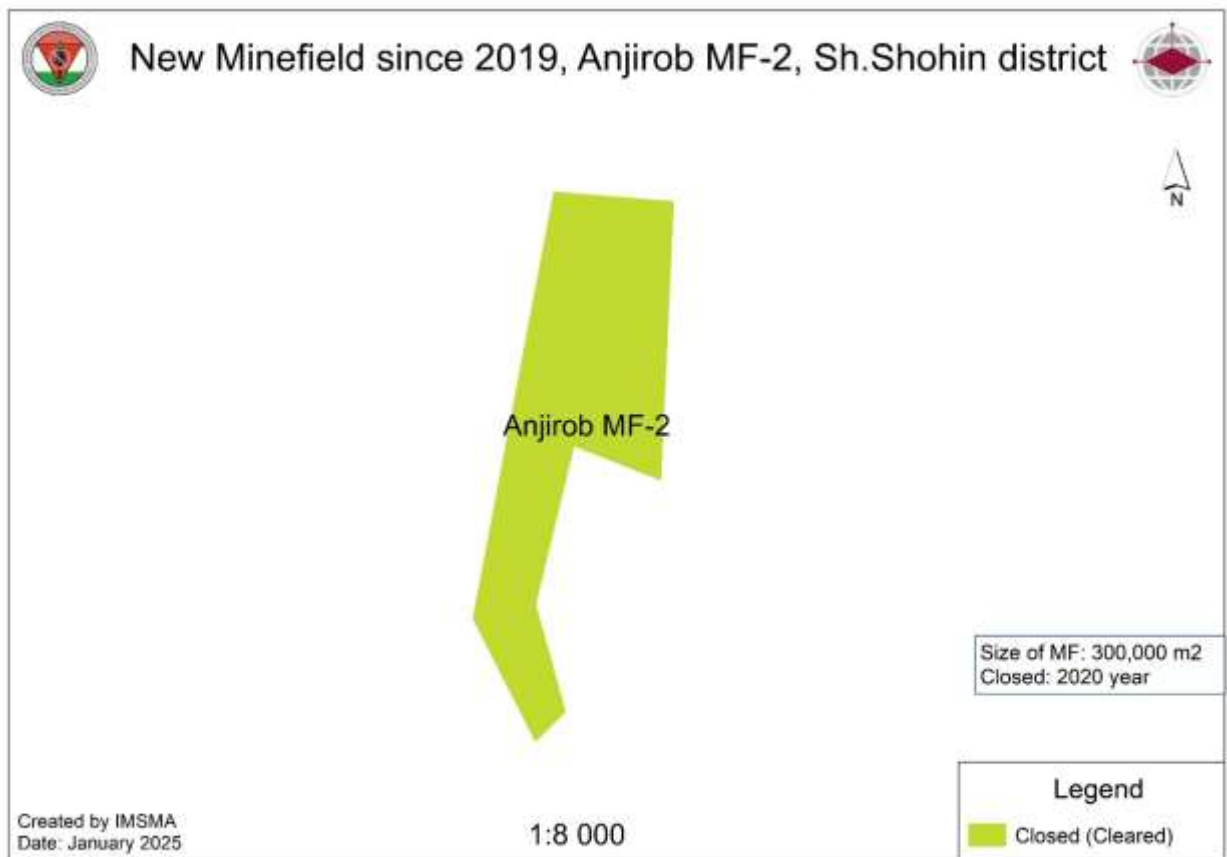 New Minefield since 2019, Anjirob MF-2, Sh.Shohin district
N
Anjirob MF-2
Size of MF: 300,000 m2
Closed: 2020 year
Legend
Closed (Cleared)
Created by IMSMA
Date: January 2025
1:8 000